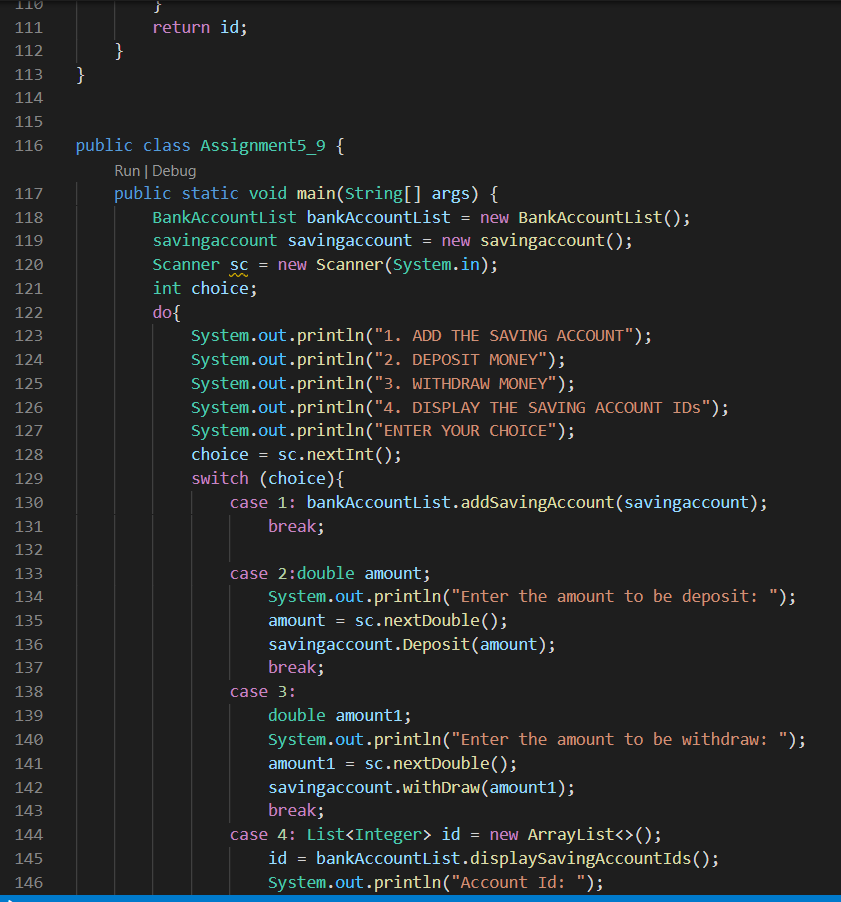 110 }
111 return id;
112 }
113 }
114
115
116 public class Assignment5_9 {
Run | Debug
117 public static void main(String[] args) {
118 BankAccountList bankAccountList = new BankAccountList();
119 savingaccount savingaccount = new savingaccount();
120 Scanner sc = new Scanner(System.in);
121 int choice;
122 do{
123 System.out.println("1. ADD THE SAVING ACCOUNT");
124 System.out.println("2. DEPOSIT MONEY");
125 System.out.println("3. WITHDRAW MONEY");
126 System.out.println("4. DISPLAY THE SAVING ACCOUNT IDs");
127 System.out.println("ENTER YOUR CHOICE");
128 choice = sc.nextInt();
129 switch (choice){
130 case 1: bankAccountList.addSavingAccount(savingaccount);
131 break;
132
133 case 2:double amount;
134 System.out.println("Enter the amount to be deposit: ");
135 amount = sc.nextDouble();
136 savingaccount.Deposit(amount);
137 break;
138 case 3:
139 double amount1;
140 System.out.println("Enter the amount to be withdraw: ");
141 amount1 = sc.nextDouble();
142 savingaccount.withDraw(amount1);
143 break;
144 case 4: List<Integer> id = new ArrayList<>();
145 id = bankAccountList.displaySavingAccountIds();
146 System.out.println("Account Id: ");